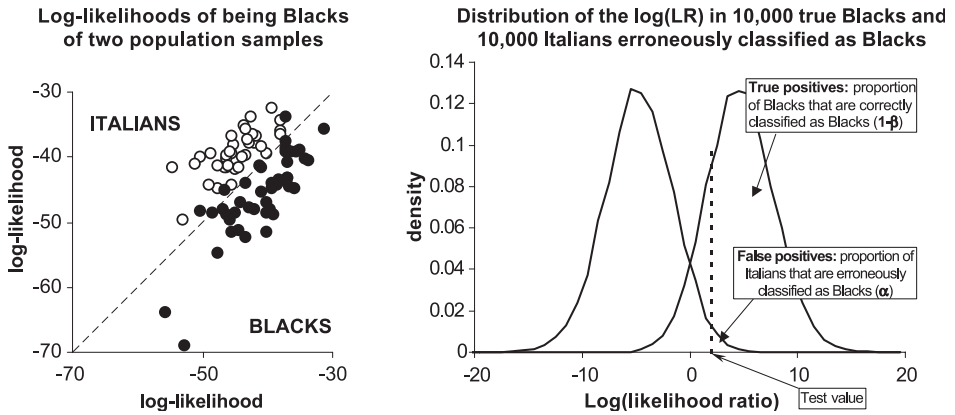 Log-likelihoods of being Blacks
of two population samples
-30
-40
-50
-60
-70
log-likelihood
ITALIANS
BLACKS
-70
-50
-30
log-likelihood
Distribution of the log(LR) in 10,000 true Blacks and
10,000 Italians erroneously classified as Blacks
0.14
0.12
0.1
0.08
0.06
0.04
0.02
0
density
True positives: proportion
of Blacks that are correctly
classified as Blacks (1-β)
False positives: proportion of
Italians that are erroneously
classified as Blacks (α)
-20
-10
0
10
20
Log(likelihood ratio)
Test value